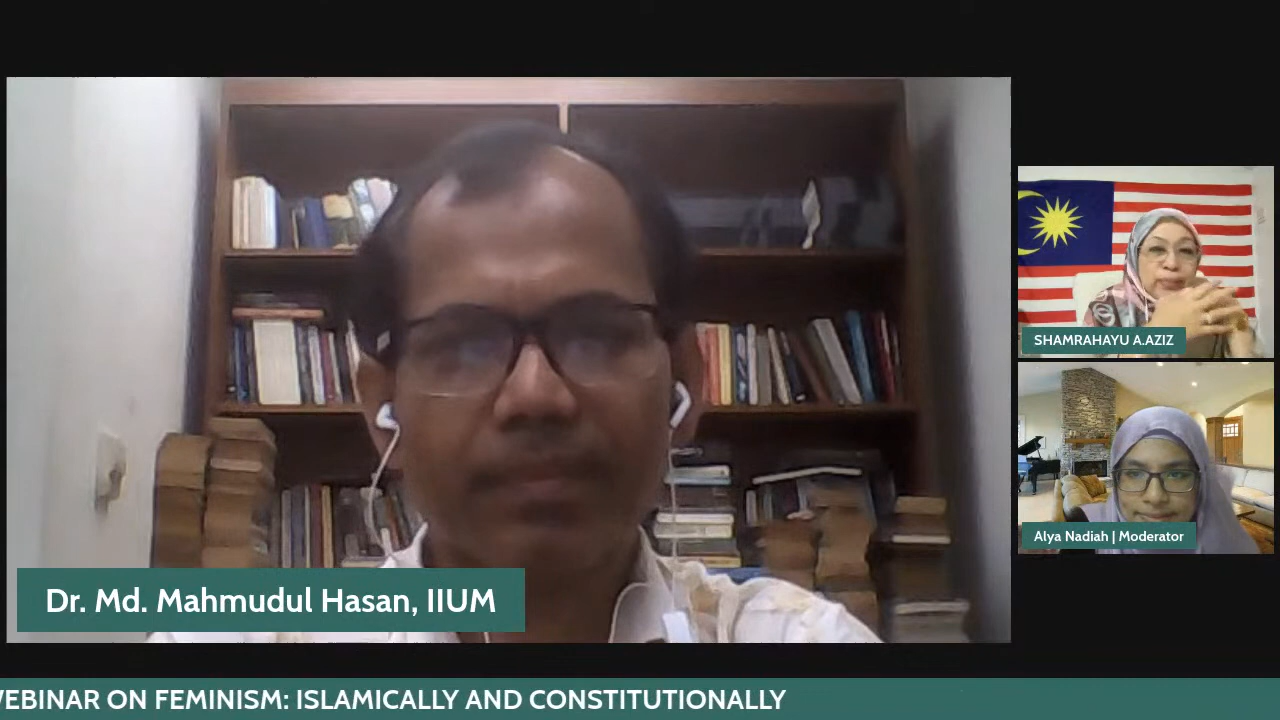 Dr. Md. Mahmudul Hasan, IIUM
SHAMRAHAYU A.AZIZ
Alya Nadiah | Moderator
WEBINAR ON FEMINISM: ISLAMICALLY AND CONSTITUTIONALLY